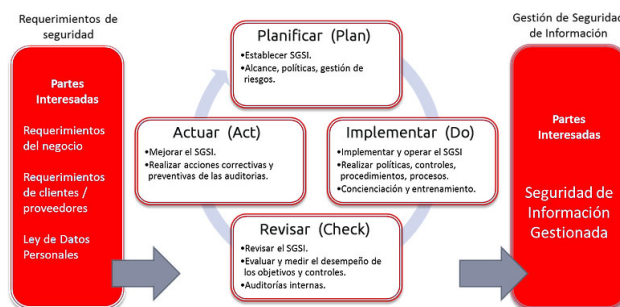 Requerimientos de
seguridad
Partes
Interesadas
Requerimientos
del negocio
Requerimientos
de clientes /
proveedores
Ley de Datos
Personales
Planificar (Plan)
•Establecer SGSI.
•Alcance, políticas, gestión de
riesgos.
Actuar (Act)
•Mejorar el SGSI.
•Realizar acciones correctivas y
preventivas de las auditorias.
Implementar (Do)
•Implementar y operar el SGSI
•Realizar políticas, controles,
procedimientos, procesos.
•Concienciación y entrenamiento.
Revisar (Check)
•Revisar el SGSI.
•Evaluar y medir el desempeño de
los objetivos y controles.
•Auditorías internas.
Gestión de Seguridad
de Información
Partes
Interesadas
Seguridad de
Información
Gestionada